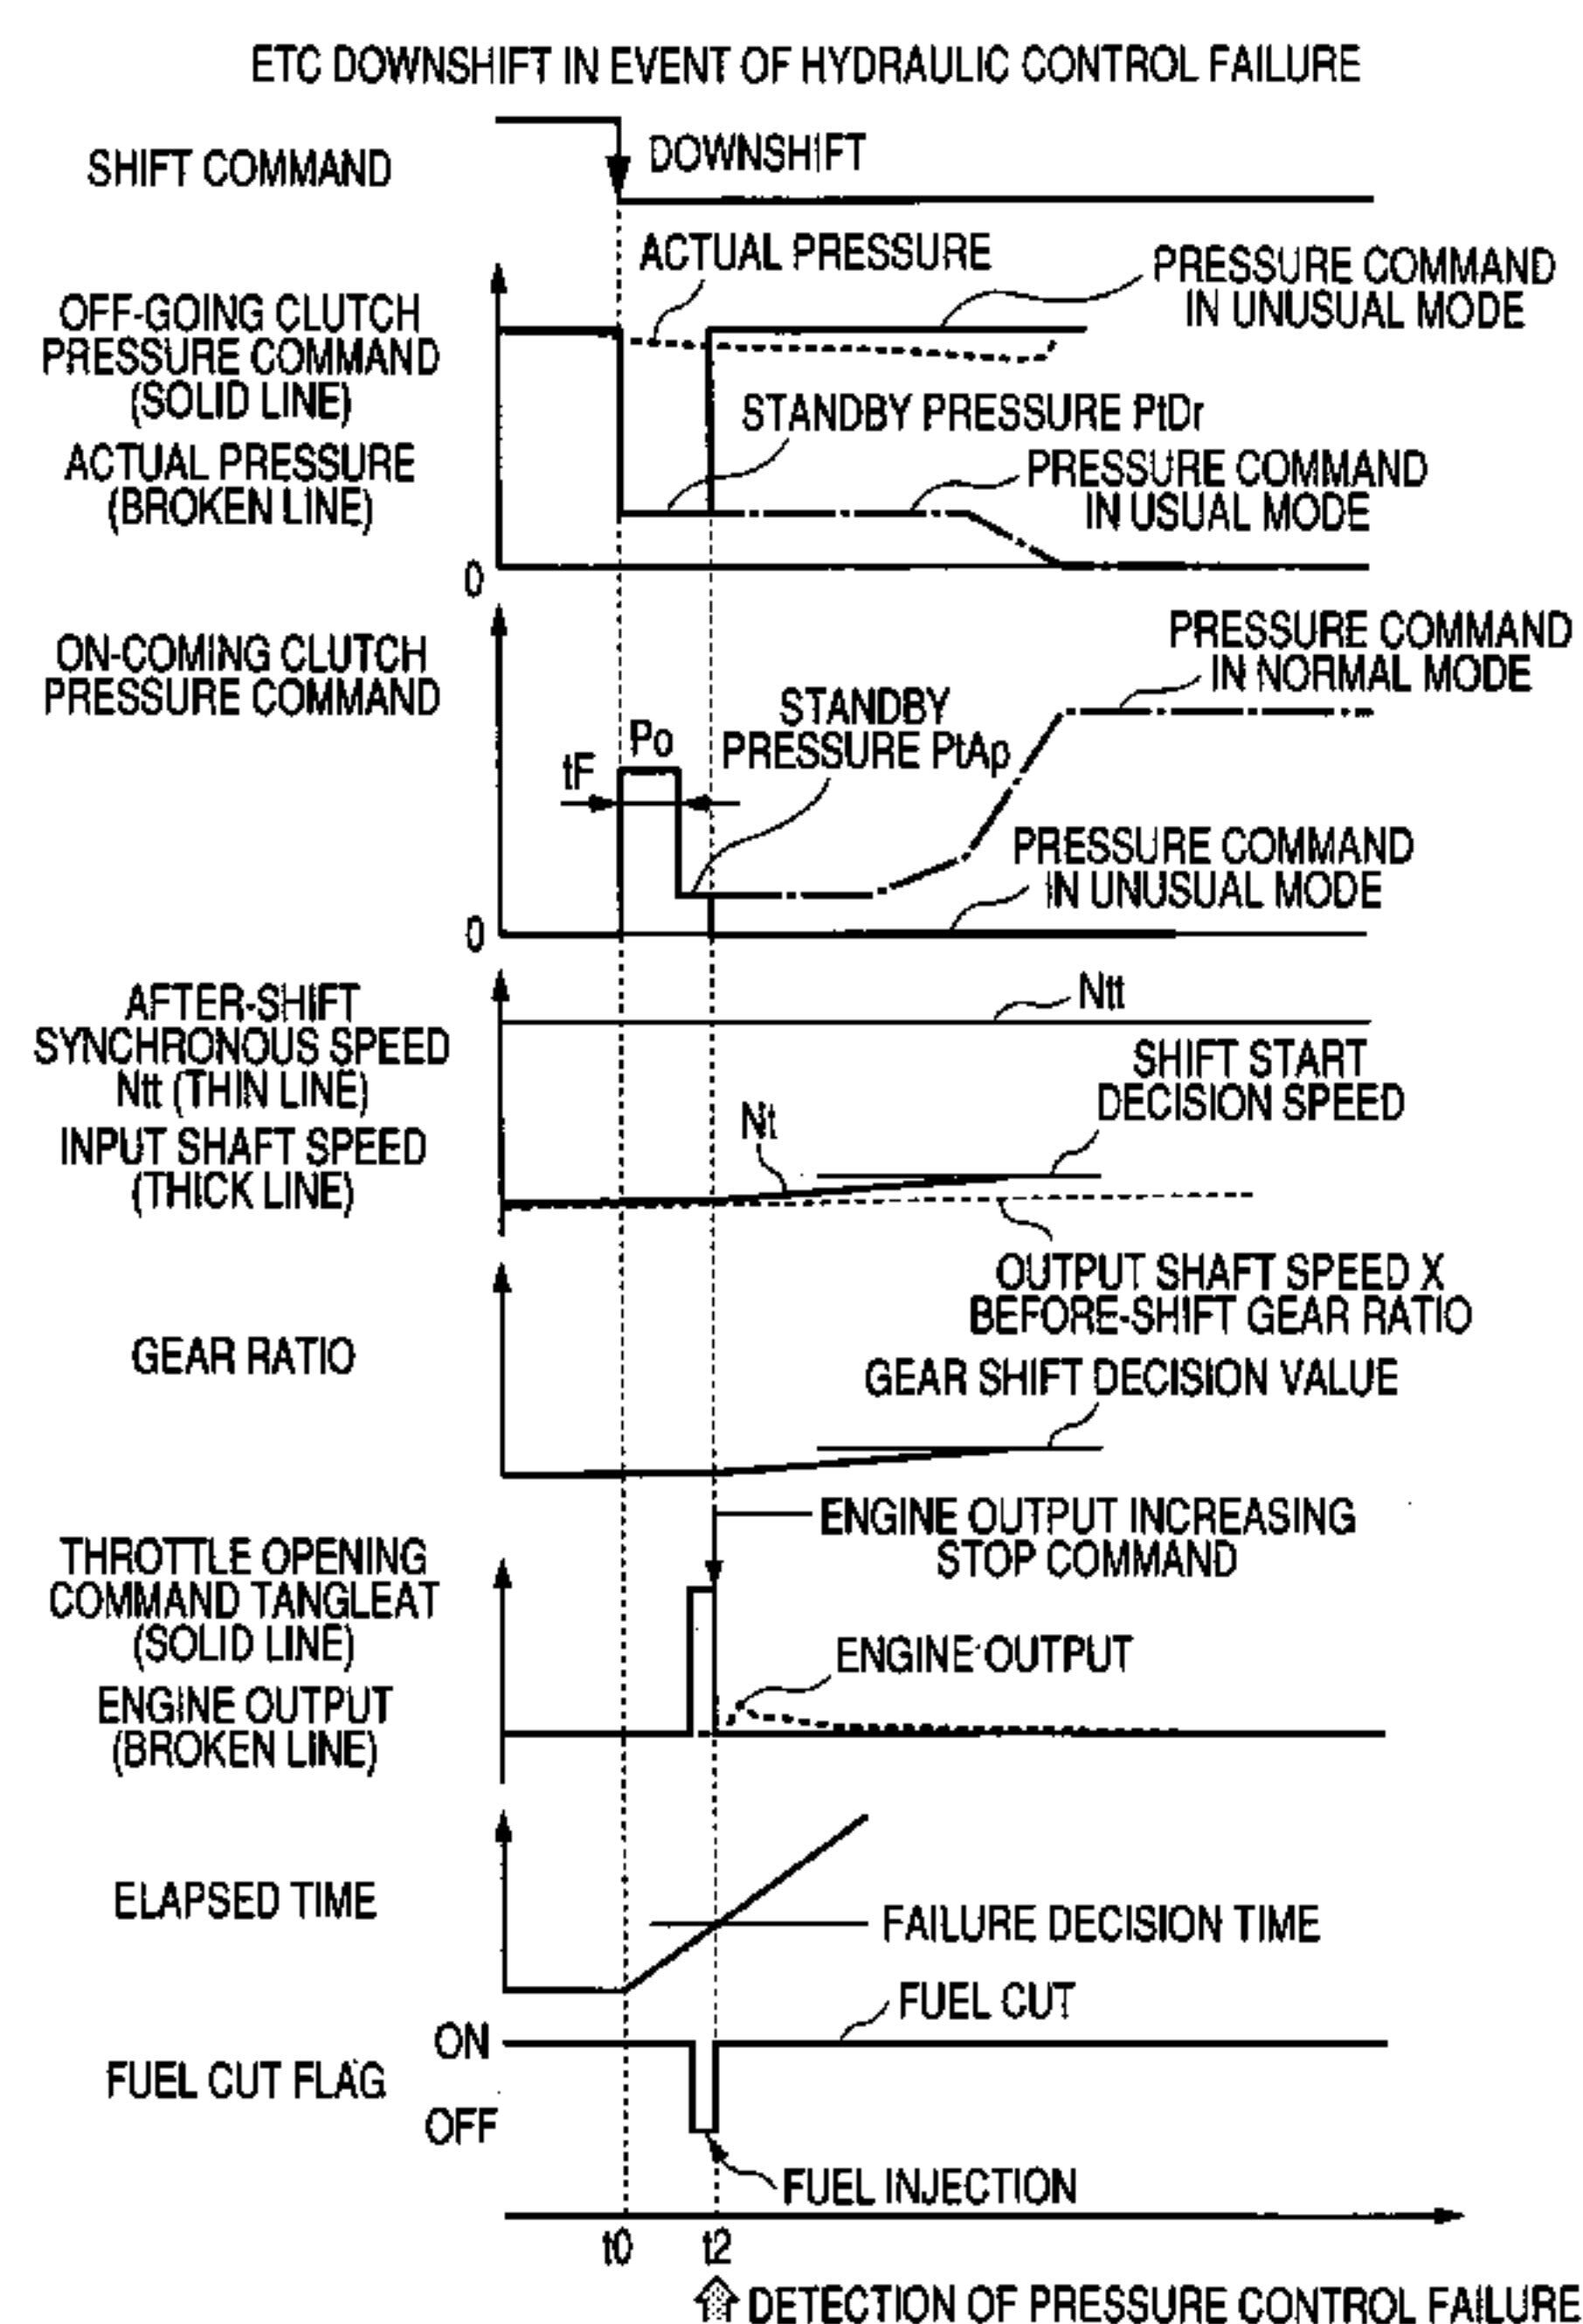 ETC DOWNSHIFT IN EVENT OF HYDRAULIC CONTROL FAILURE
SHIFT COMMAND
DOWNSHIFT
OFF-GOING CLUTCH
PRESSURE COMMAND
(SOLID LINE)
ACTUAL PRESSURE
(BROKEN LINE)
ACTUAL PRESSURE
PRESSURE COMMAND
IN UNUSUAL MODE
STANDBY PRESSURE PtDr
PRESSURE COMMAND
IN USUAL MODE
0
ON-COMING CLUTCH
PRESSURE COMMAND
PRESSURE COMMAND
IN NORMAL MODE
STANDBY
PRESSURE PtAp
Po
tF
PRESSURE COMMAND
IN UNUSUAL MODE
0
AFTER-SHIFT
SYNCHRONOUS SPEED
Ntt (THIN LINE)
INPUT SHAFT SPEED
(THICK LINE)
Ntt
SHIFT START
DECISION SPEED
Nt
OUTPUT SHAFT SPEED X
BEFORE-SHIFT GEAR RATIO
GEAR RATIO
GEAR SHIFT DECISION VALUE
ENGINE OUTPUT INCREASING
STOP COMMAND
THROTTLE OPENING
COMMAND TANGLEAT
(SOLID LINE)
ENGINE OUTPUT
(BROKEN LINE)
ENGINE OUTPUT
ELAPSED TIME
FAILURE DECISION TIME
FUEL CUT
ON
FUEL CUT FLAG
OFF
FUEL INJECTION
t0
t2
DETECTION OF PRESSURE CONTROL FAILURE